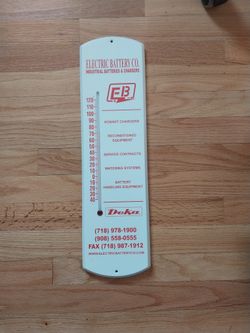 ELECTRIC BATTERY CO.
INDUSTRIAL BATTERIES & CHARGERS
EB
120
110
100
90
80
70
60
50
40
30
20
10
0
10
20
30
40
ROBUST CHARGERS
RECONDITIONED
EQUIPMENT
SERVICE CONTRACTS
WATERING SYSTEMS
BATTERY
HANDLING EQUIPMENT
Deka
(718) 978-1900
(908) 558-0555
FAX (718) 987-1912